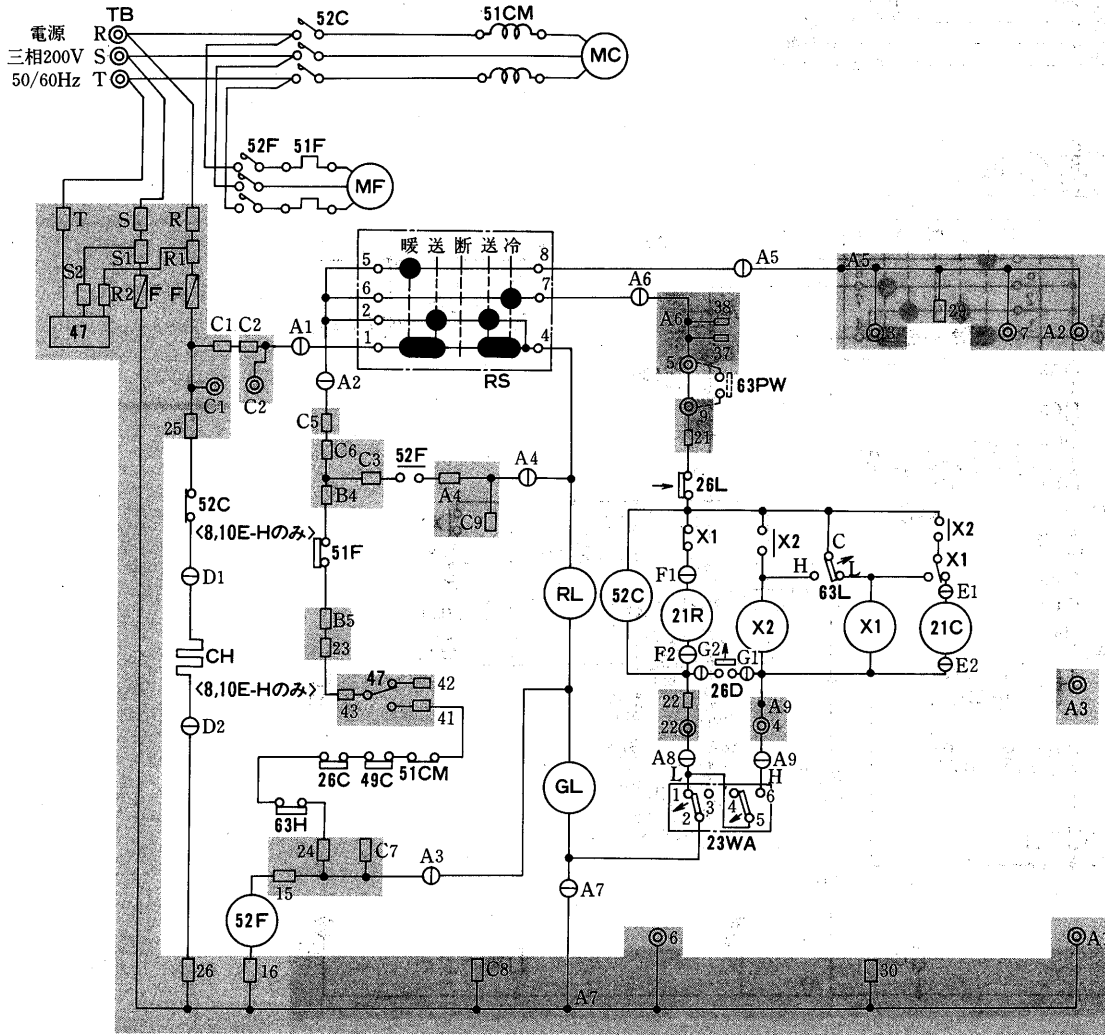 TB
電源 R
三相200V S
50/60Hz T
52C
51CM
MC
52F 51F
MF
T S R
S1 R1
S2
R2 F F
47
暖 送 断 送 冷
5 8
6 7
2
1 4
RS
C1 C2 A1
C1 C2
A2
A6
A5
A5
A6
38
37
5
63PW
9
21
7
A2
25
C5
C6
C3
52F
A4
A4
C9
B4
26L
52C
〈8,10E-Hのみ〉
51F
X1
X2
C
X2
X1
H L
63L
D1
F1
E1
RL
52C
21R
X2
X1
21C
B5
23
CH
F2
G2 G1
26D
E2
〈8,10E-Hのみ〉
47 42
43 41
22
22
A9
4
A3
D2
26C 49C 51CM
A8
A9
L H
GL
1 3 4 6
2 5
23WA
63H
24 C7
A3
15
A7
52F
26 16 C8
6
30
A7